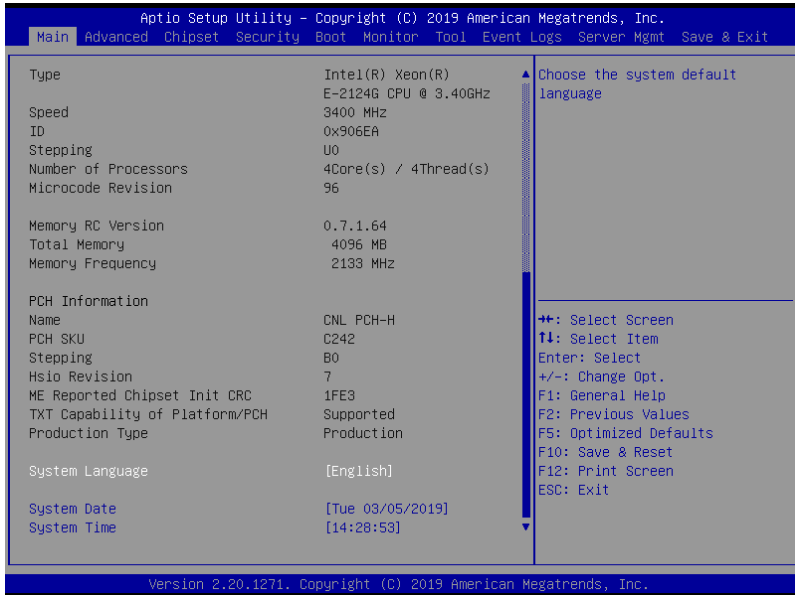 Aptio Setup Utility – Copyright (C) 2019 American Megatrends, Inc.
Main Advanced Chipset Security Boot Monitor Tool Event Logs Server Mgmt Save & Exit
Type Intel(R) Xeon(R)
E-2124G CPU @ 3.40GHz
Speed 3400 MHz
ID 0x906EA
Stepping U0
Number of Processors 4Core(s) / 4Thread(s)
Microcode Revision 96
Memory RC Version 0.7.1.64
Total Memory 4096 MB
Memory Frequency 2133 MHz
PCH Information
Name CNL PCH-H
PCH SKU C242
Stepping B0
Hsio Revision 7
ME Reported Chipset Init CRC 1FE3
TXT Capability of Platform/PCH Supported
Production Type Production
System Language [English]
System Date [Tue 03/05/2019]
System Time [14:28:53]
Choose the system default
language
→←: Select Screen
↑↓: Select Item
Enter: Select
+/-: Change Opt.
F1: General Help
F2: Previous Values
F5: Optimized Defaults
F10: Save & Reset
F12: Print Screen
ESC: Exit
Version 2.20.1271. Copyright (C) 2019 American Megatrends, Inc.